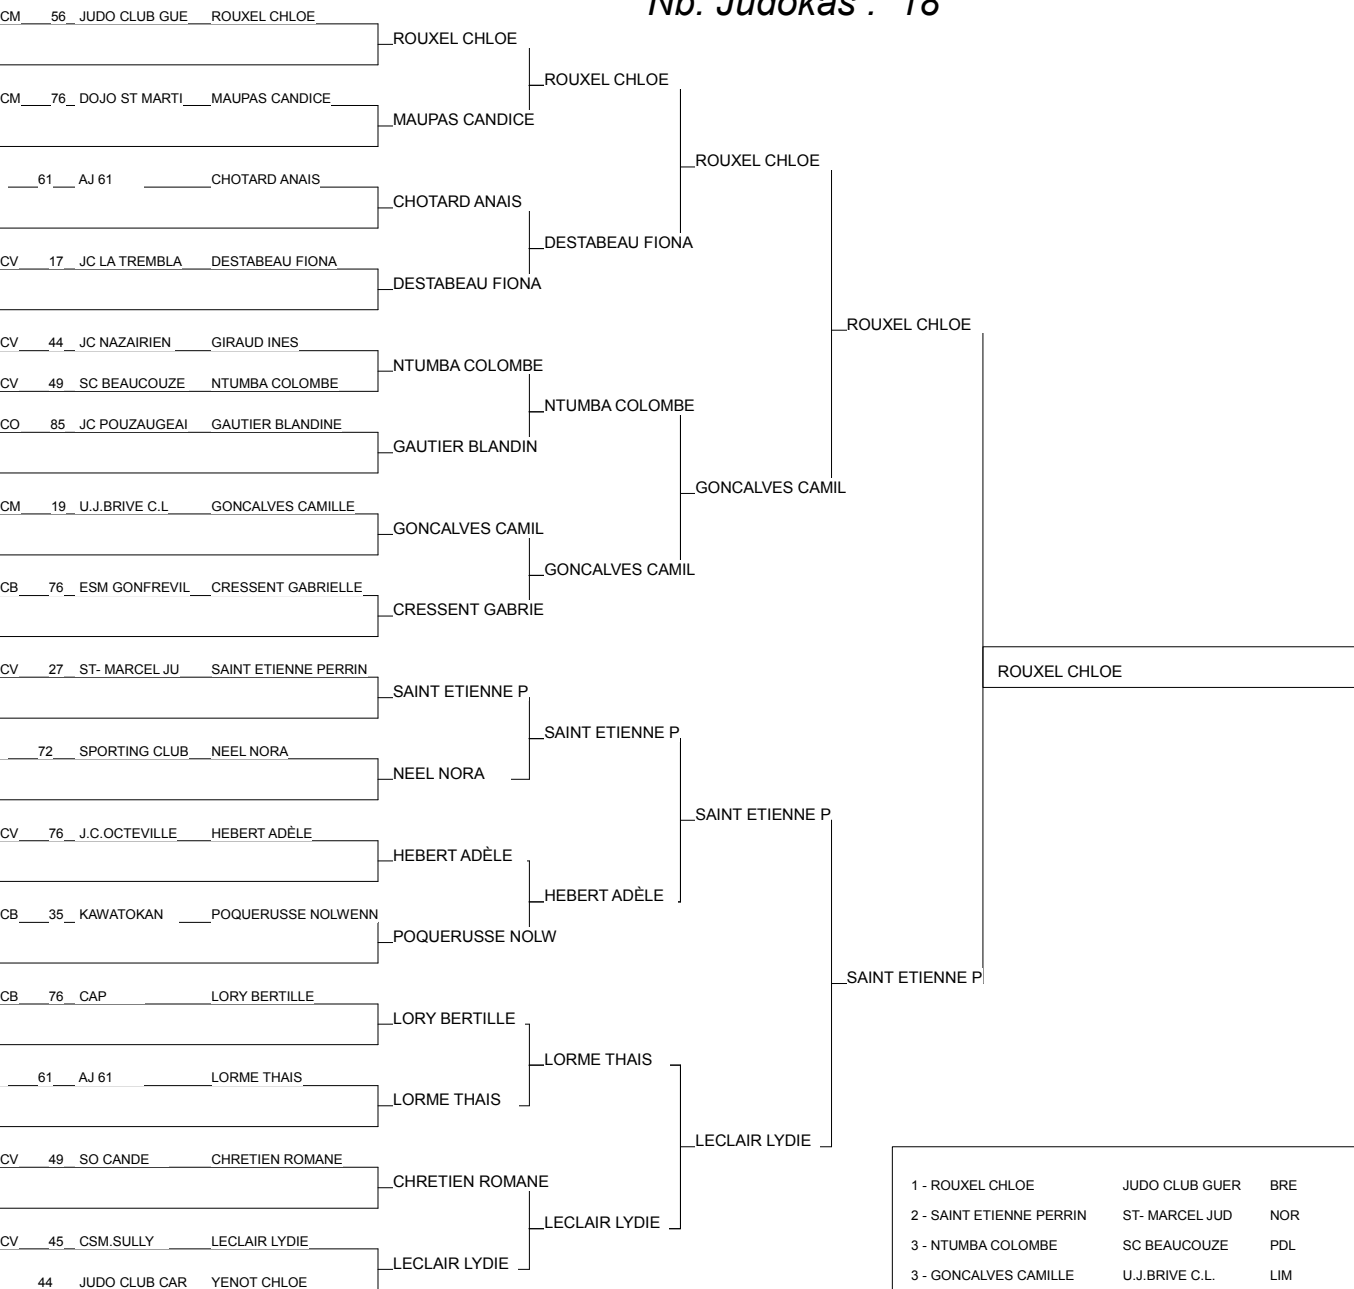 Nb. Judokas : 18
CM 56 JUDO CLUB GUE ROUXEL CHLOE
ROUXEL CHLOE
ROUXEL CHLOE
CM 76 DOJO ST MARTI MAUPAS CANDICE
MAUPAS CANDICE
ROUXEL CHLOE
61 AJ 61 CHOTARD ANAIS
CHOTARD ANAIS
DESTABEAU FIONA
CV 17 JC LA TREMBLA DESTABEAU FIONA
DESTABEAU FIONA
ROUXEL CHLOE
CV 44 JC NAZAIRIEN GIRAUD INES
NTUMBA COLOMBE
CV 49 SC BEAUCOUZE NTUMBA COLOMBE
NTUMBA COLOMBE
CO 85 JC POUZAUGEAI GAUTIER BLANDINE
GAUTIER BLANDIN
GONCALVES CAMIL
CM 19 U.J.BRIVE C.L GONCALVES CAMILLE
GONCALVES CAMIL
GONCALVES CAMIL
CB 76 ESM GONFREVIL CRESSENT GABRIELLE
CRESSENT GABRIE
CV 27 ST- MARCEL JU SAINT ETIENNE PERRIN
ROUXEL CHLOE
SAINT ETIENNE P
SAINT ETIENNE P
72 SPORTING CLUB NEEL NORA
NEEL NORA
SAINT ETIENNE P
CV 76 J.C.OCTEVILLE HEBERT ADÈLE
HEBERT ADÈLE
HEBERT ADÈLE
CB 35 KAWATOKAN POQUERUSSE NOLWENN
POQUERUSSE NOLW
SAINT ETIENNE P
CB 76 CAP LORY BERTILLE
LORY BERTILLE
LORME THAIS
61 AJ 61 LORME THAIS
LORME THAIS
LECLAIR LYDIE
CV 49 SO CANDE CHRETIEN ROMANE
CHRETIEN ROMANE
LECLAIR LYDIE
CV 45 CSM.SULLY LECLAIR LYDIE
LECLAIR LYDIE
44 JUDO CLUB CAR YENOT CHLOE
1 - ROUXEL CHLOE JUDO CLUB GUER BRE
2 - SAINT ETIENNE PERRIN ST- MARCEL JUD NOR
3 - NTUMBA COLOMBE SC BEAUCOUZE PDL
3 - GONCALVES CAMILLE U.J.BRIVE C.L. LIM